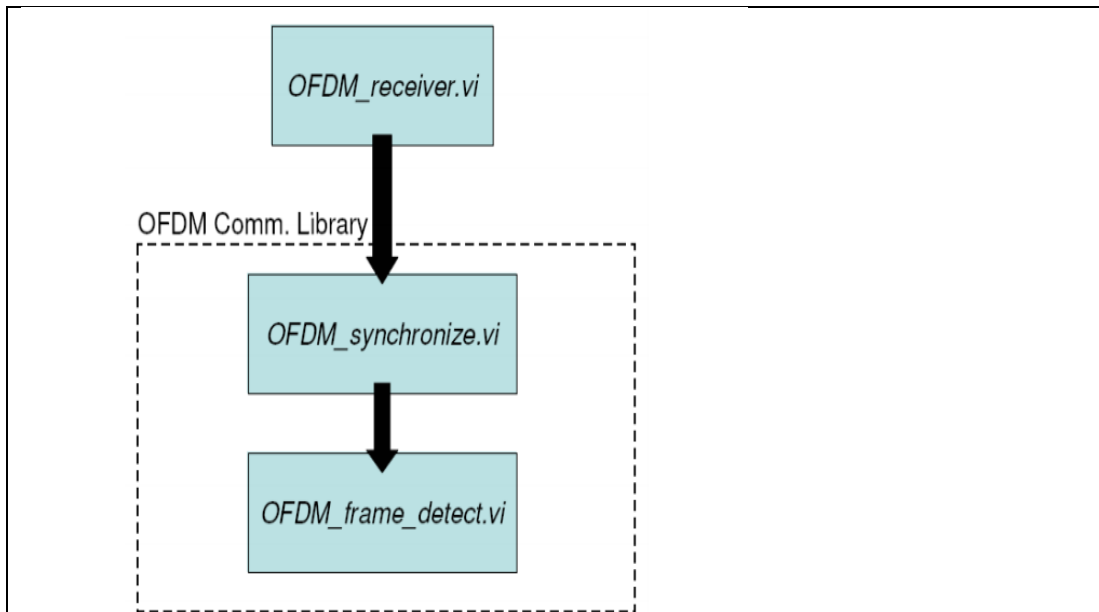 OFDM_receiver.vi
OFDM Comm. Library
OFDM_synchronize.vi
OFDM_frame_detect.vi